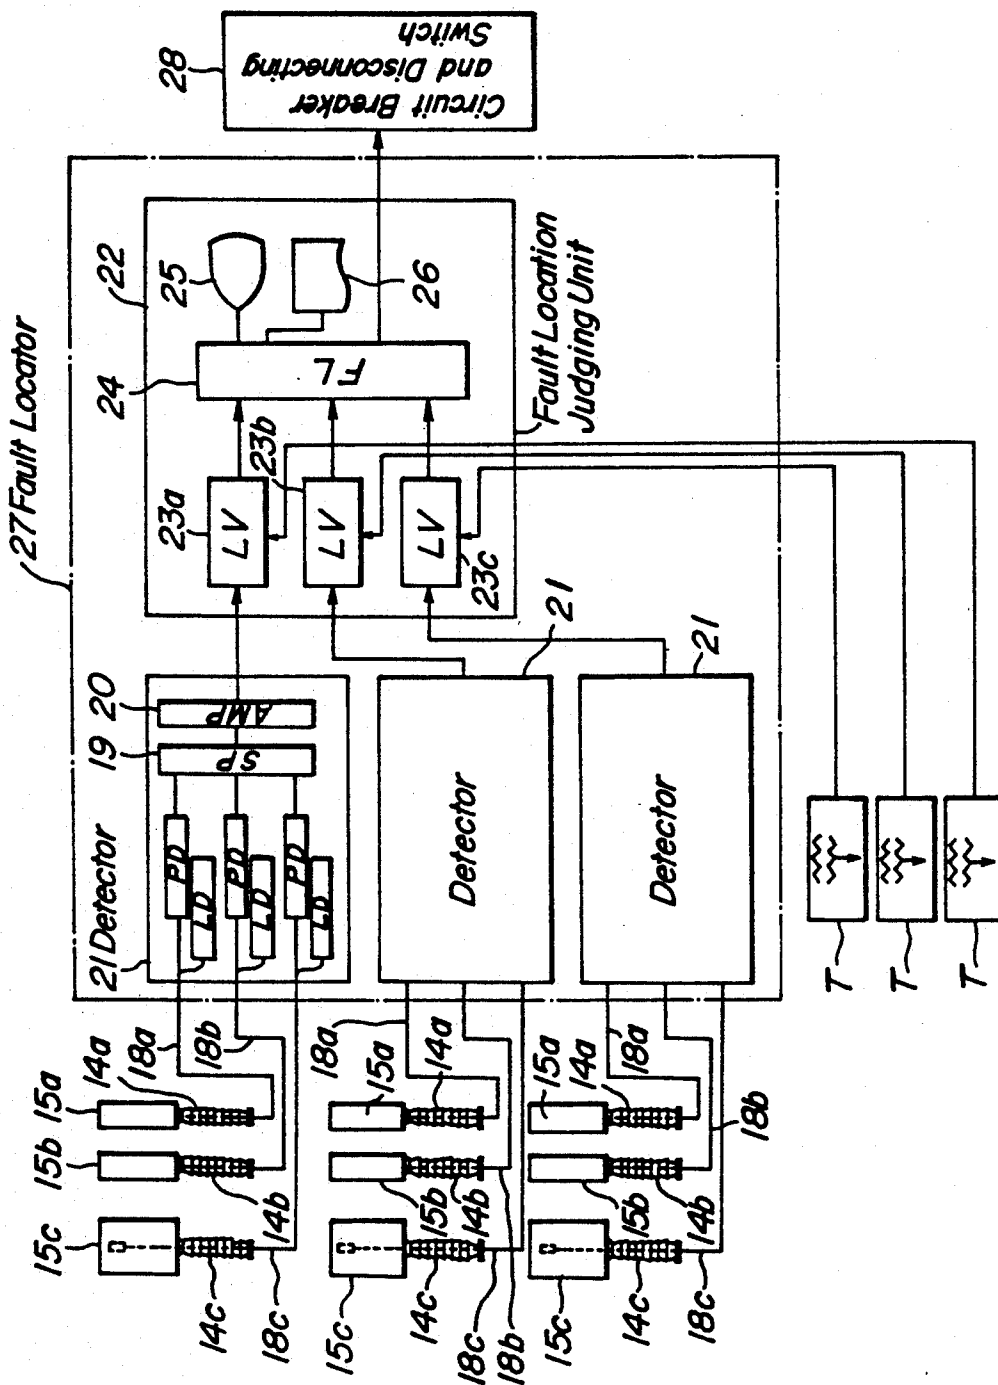 27 Fault Locator
28
Circuit Breaker
and Disconnecting
Switch
22
25
26
24
FL
Fault Location
Judging Unit
23a
LV
23b
LV
23c
LV
21 Detector
19
20
SP
AMP
PD
LD
PD
LD
PD
LD
21
Detector
21
Detector
T
T
T
15a
14a
18a
15b
14b
18b
15c
14c
18c
18a
15a
14a
15b
14b
18b
15c
14c
18c
18a
15a
14a
15b
14b
18b
15c
14c
18c